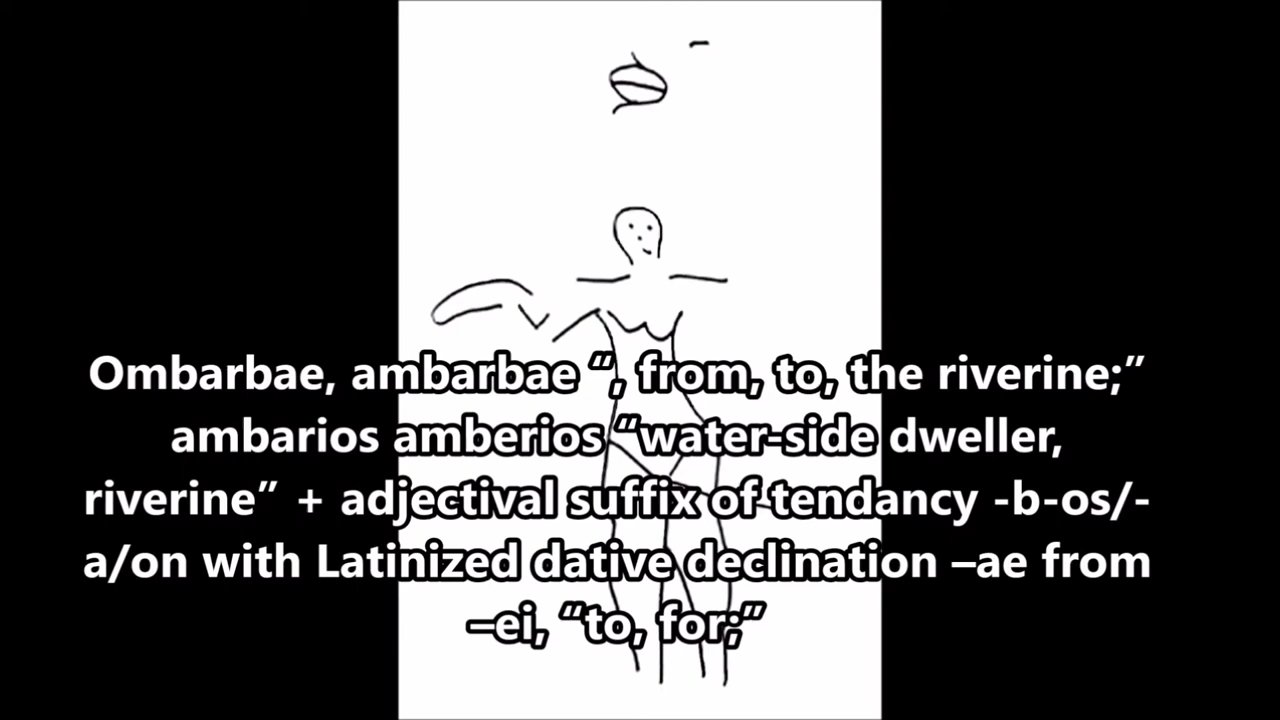 Ombarbae, ambarbae “, from, to, the riverine;”
ambarios amberios “water-side dweller,
riverine” + adjectival suffix of tendancy -b-os/-
a/on with Latinized dative declination –ae from
–ei, “to, for;”